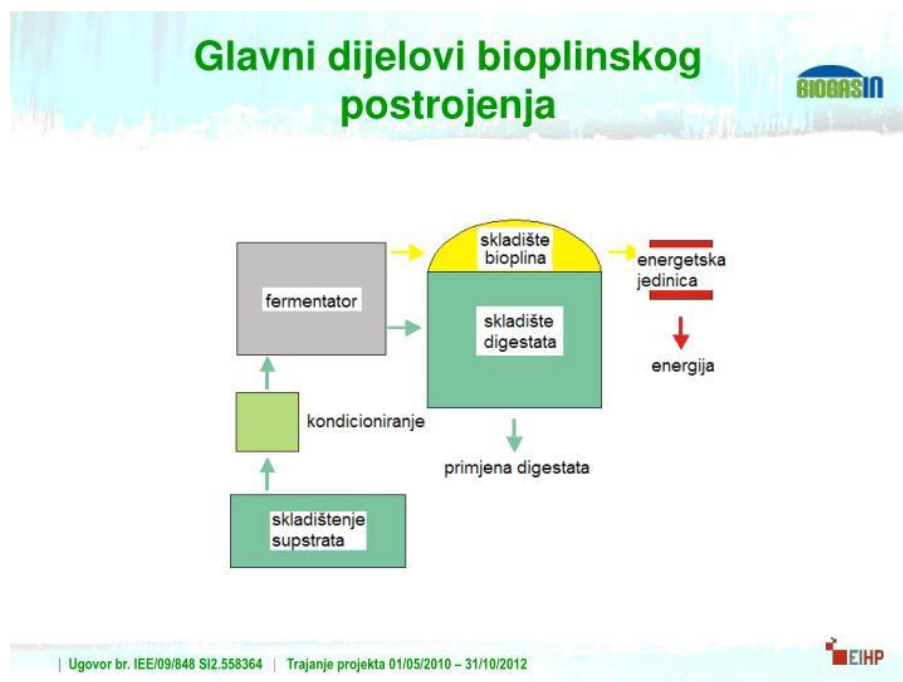 Glavni dijelovi bioplinskog
postrojenja
BIOGASIN
skladište
bioplina
energetska
jedinica
fermentator
skladište
digestata
energija
kondicioniranje
primjena digestata
skladištenje
supstrata
| Ugovor br. IEE/09/848 SI2.558364 | Trajanje projekta 01/05/2010 – 31/10/2012
EIHP